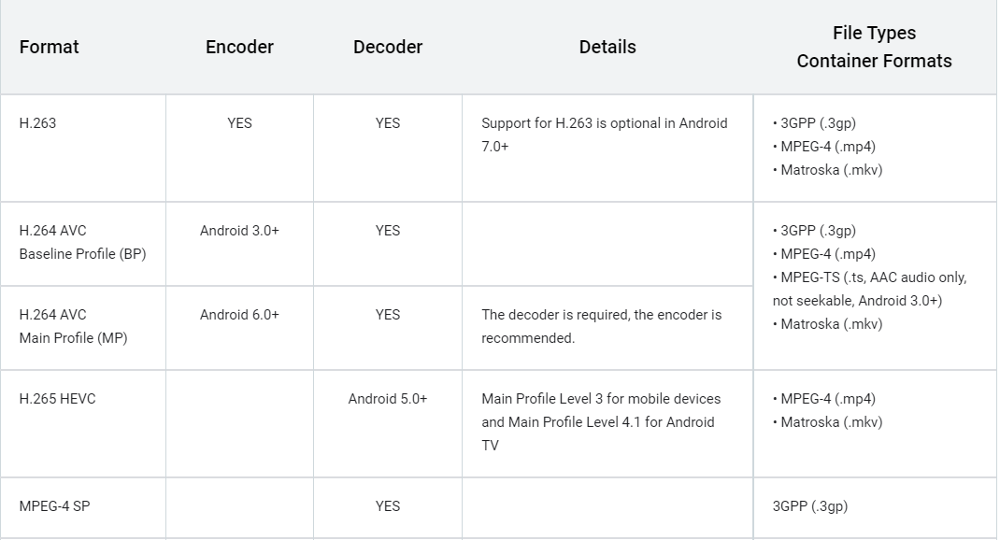 Format
Encoder
Decoder
Details
File Types
Container Formats
H.263
YES
YES
Support for H.263 is optional in Android
7.0+
• 3GPP (.3gp)
• MPEG-4 (.mp4)
• Matroska (.mkv)
H.264 AVC
Baseline Profile (BP)
Android 3.0+
YES
• 3GPP (.3gp)
• MPEG-4 (.mp4)
• MPEG-TS (.ts, AAC audio only,
not seekable, Android 3.0+)
• Matroska (.mkv)
H.264 AVC
Main Profile (MP)
Android 6.0+
YES
The decoder is required, the encoder is
recommended.
H.265 HEVC
Android 5.0+
Main Profile Level 3 for mobile devices
and Main Profile Level 4.1 for Android
TV
• MPEG-4 (.mp4)
• Matroska (.mkv)
MPEG-4 SP
YES
3GPP (.3gp)